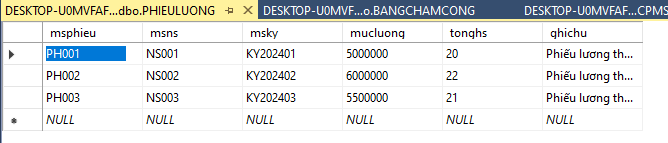 DESKTOP-U0MVFAF...dbo.PHIEULUONG DESKTOP-U0MVF...o.BANGCHAMCONG DESKTOP-U0MVFAF...CPMS
msphieu msns msky mucluong tonghs ghichu
PH001 NS001 KY202401 5000000 20 Phiếu lương th...
PH002 NS002 KY202402 6000000 22 Phiếu lương th...
PH003 NS003 KY202403 5500000 21 Phiếu lương th...
NULL NULL NULL NULL NULL NULL